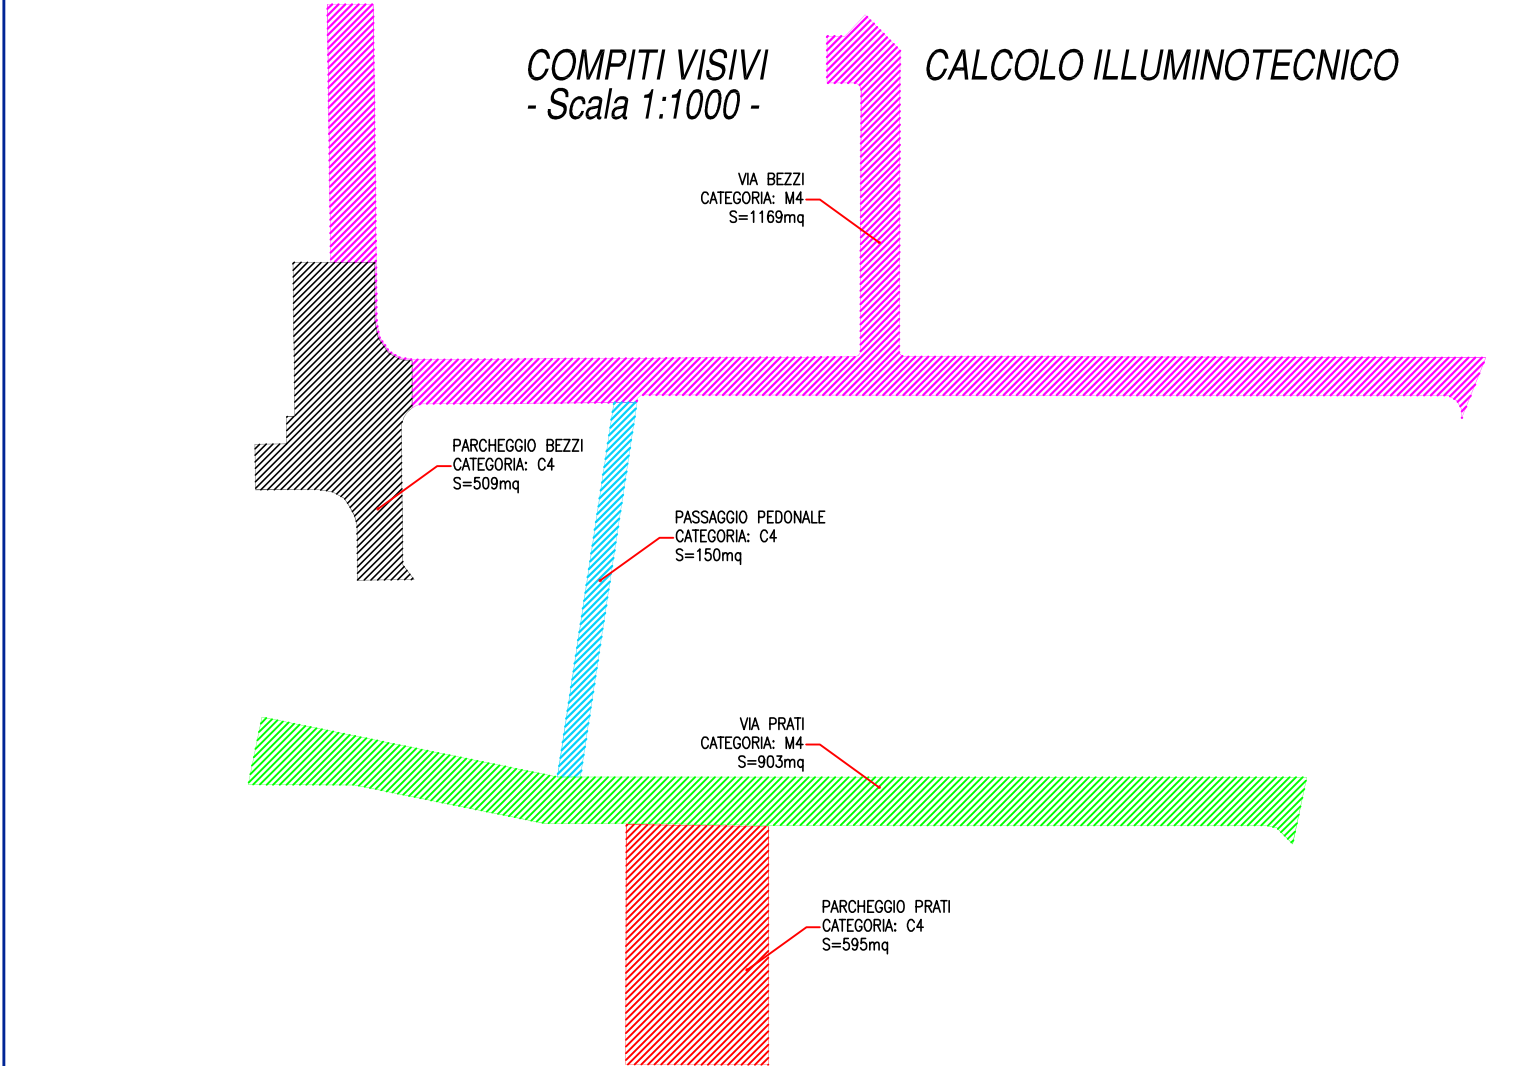 COMPITI VISIVI
- Scala 1:1000 -
CALCOLO ILLUMINOTECNICO
VIA BEZZI
CATEGORIA: M4
S=1169mq
PARCHEGGIO BEZZI
CATEGORIA: C4
S=509mq
PASSAGGIO PEDONALE
CATEGORIA: C4
S=150mq
VIA PRATI
CATEGORIA: M4
S=903mq
PARCHEGGIO PRATI
CATEGORIA: C4
S=595mq